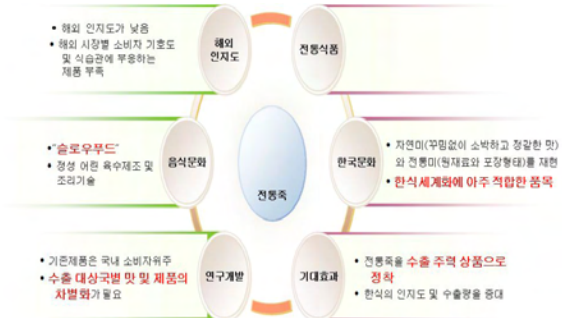 • 해외 인지도가 낮음
• 해외 시장별 소비자 기호도
및 식습관에 부응하는
제품 부족
해외
인지도
전통식품
• "슬로우푸드"
• 정성 어린 육수제조 및
조리기술
음식문화
전통죽
한국문화
• 자연미(꾸밈없이 소박하고 정갈한 맛)
와 전통미(원재료와 포장형태)를 재현
• 한식세계화에 아주 적합한 품목
• 기존제품은 국내 소비자위주
• 수출 대상국별 맛 및 제품의
차별화가 필요
연구개발
기대효과
• 전통죽을 수출 주력 상품으로
정착
• 한식의 인지도 및 수출량을 증대